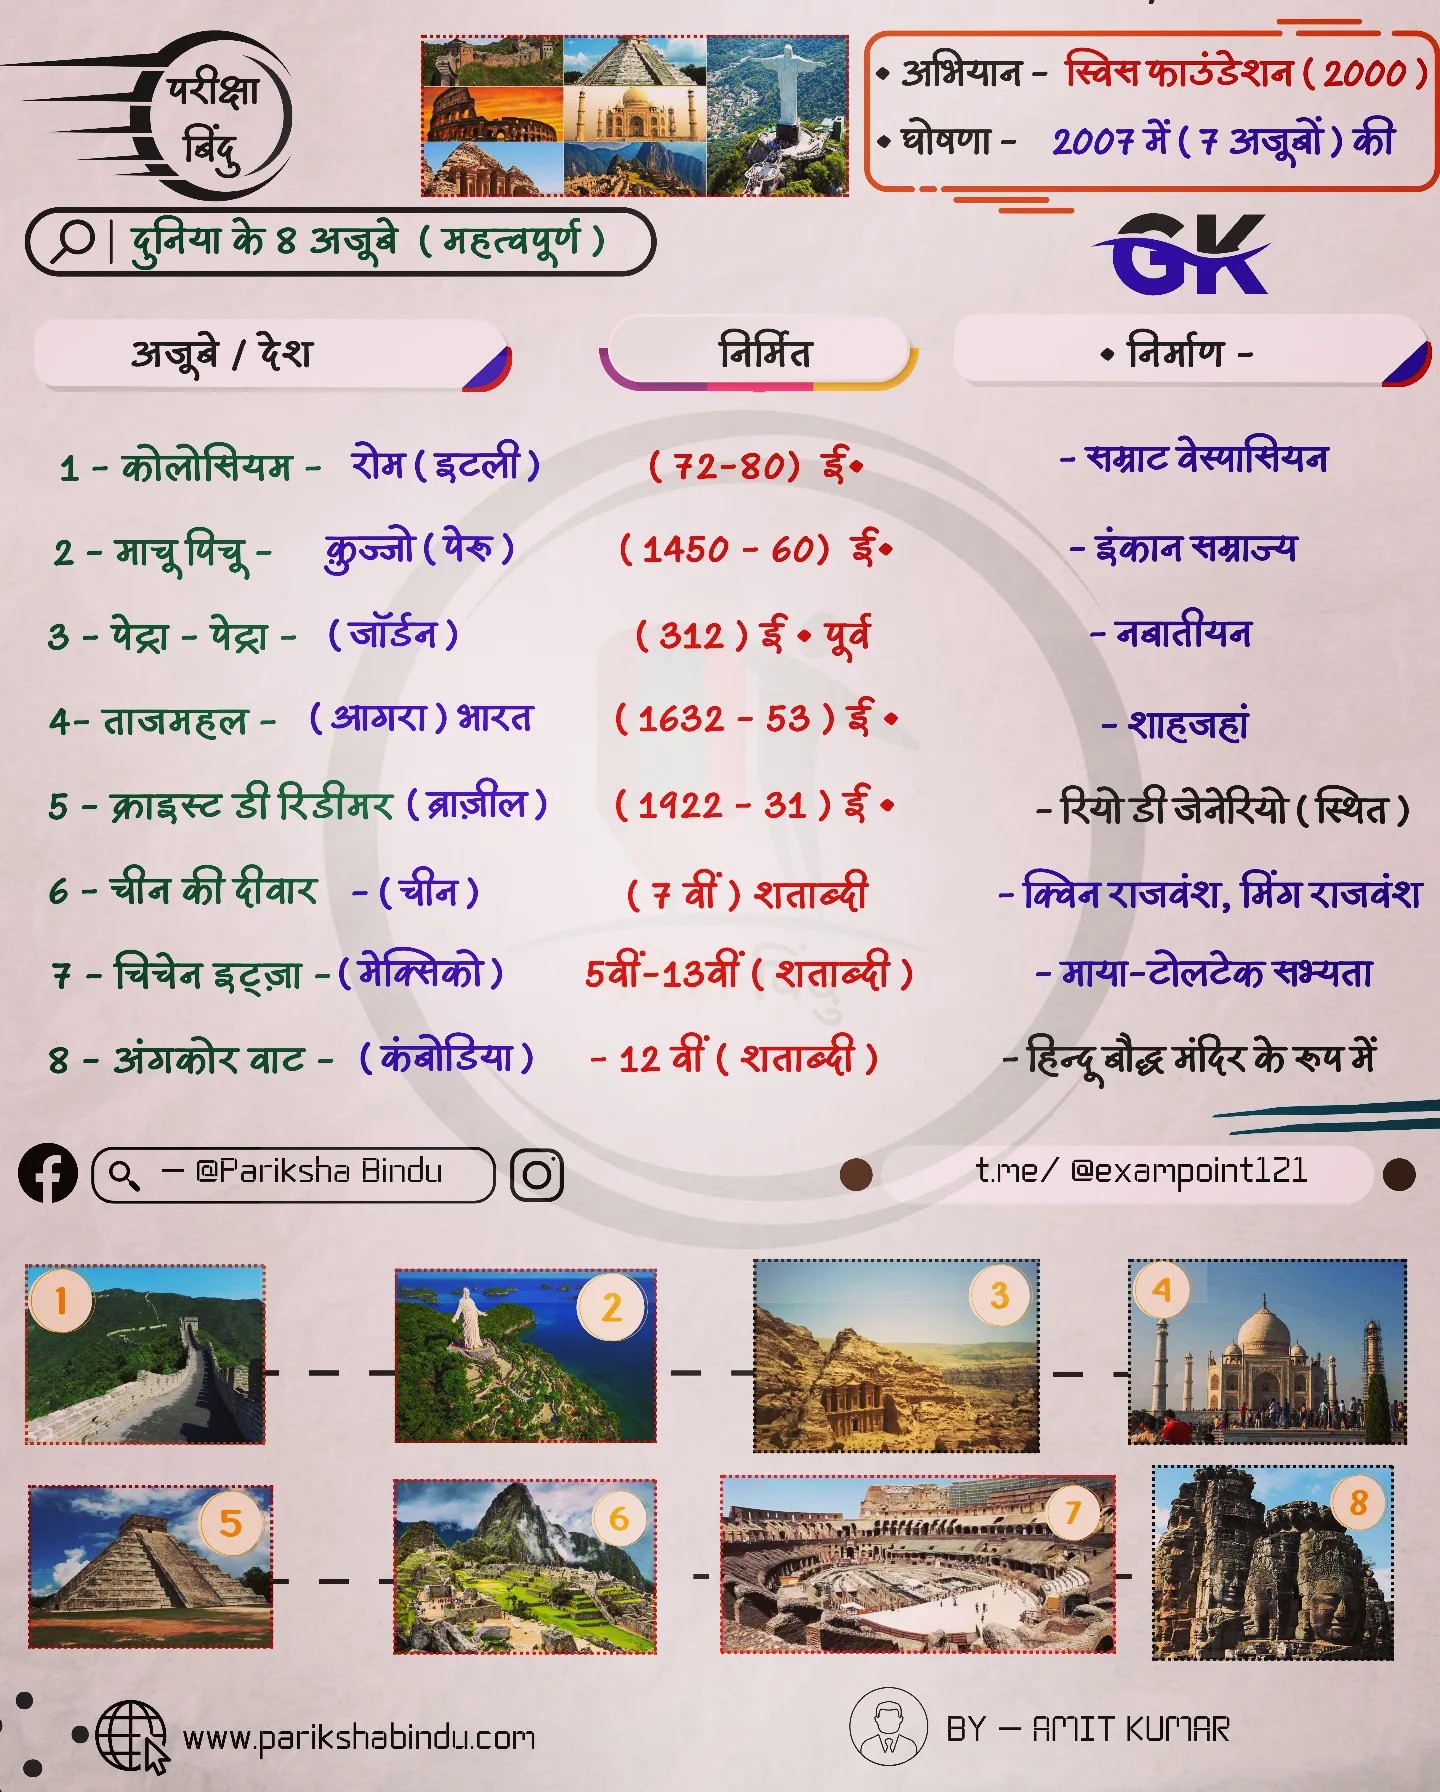 परीक्षा
बिंदु
• अभियान - स्विस फाउंडेशन ( 2000 )
• घोषणा - 2007 में ( 7 अजूबों ) की
दुनिया के 8 अजूबे ( महत्वपूर्ण )
GK
अजूबे / देश निर्मित • निर्माण -
1 - कोलोसियम - रोम ( इटली ) ( 72-80) ई• - सम्राट वेस्पासियन
2 - माचू पिचू - क़ुज्जो ( पेरू ) ( 1450 - 60) ई• - इंकान सम्राज्य
3 - पेट्रा - पेट्रा - ( जॉर्डन ) ( 312 ) ई • पूर्व - नबातीयन
4- ताजमहल - ( आगरा ) भारत ( 1632 - 53 ) ई • - शाहजहां
5 - क्राइस्ट डी रिडीमर ( ब्राज़ील ) ( 1922 - 31 ) ई • - रियो डी जेनेरियो ( स्थित )
6 - चीन की दीवार - ( चीन ) ( 7 वीं ) शताब्दी - क्विन राजवंश, मिंग राजवंश
7 - चिचेन इट्ज़ा - ( मेक्सिको ) 5वीं-13वीं ( शताब्दी ) - माया-टोलटेक सभ्यता
8 - अंगकोर वाट - ( कंबोडिया ) - 12 वीं ( शताब्दी ) - हिन्दू बौद्ध मंदिर के रूप में
— @Pariksha Bindu t.me/ @exampoint121
1 2 3 4
5 6 7 8
www.parikshabindu.com BY — AMIT KUMAR